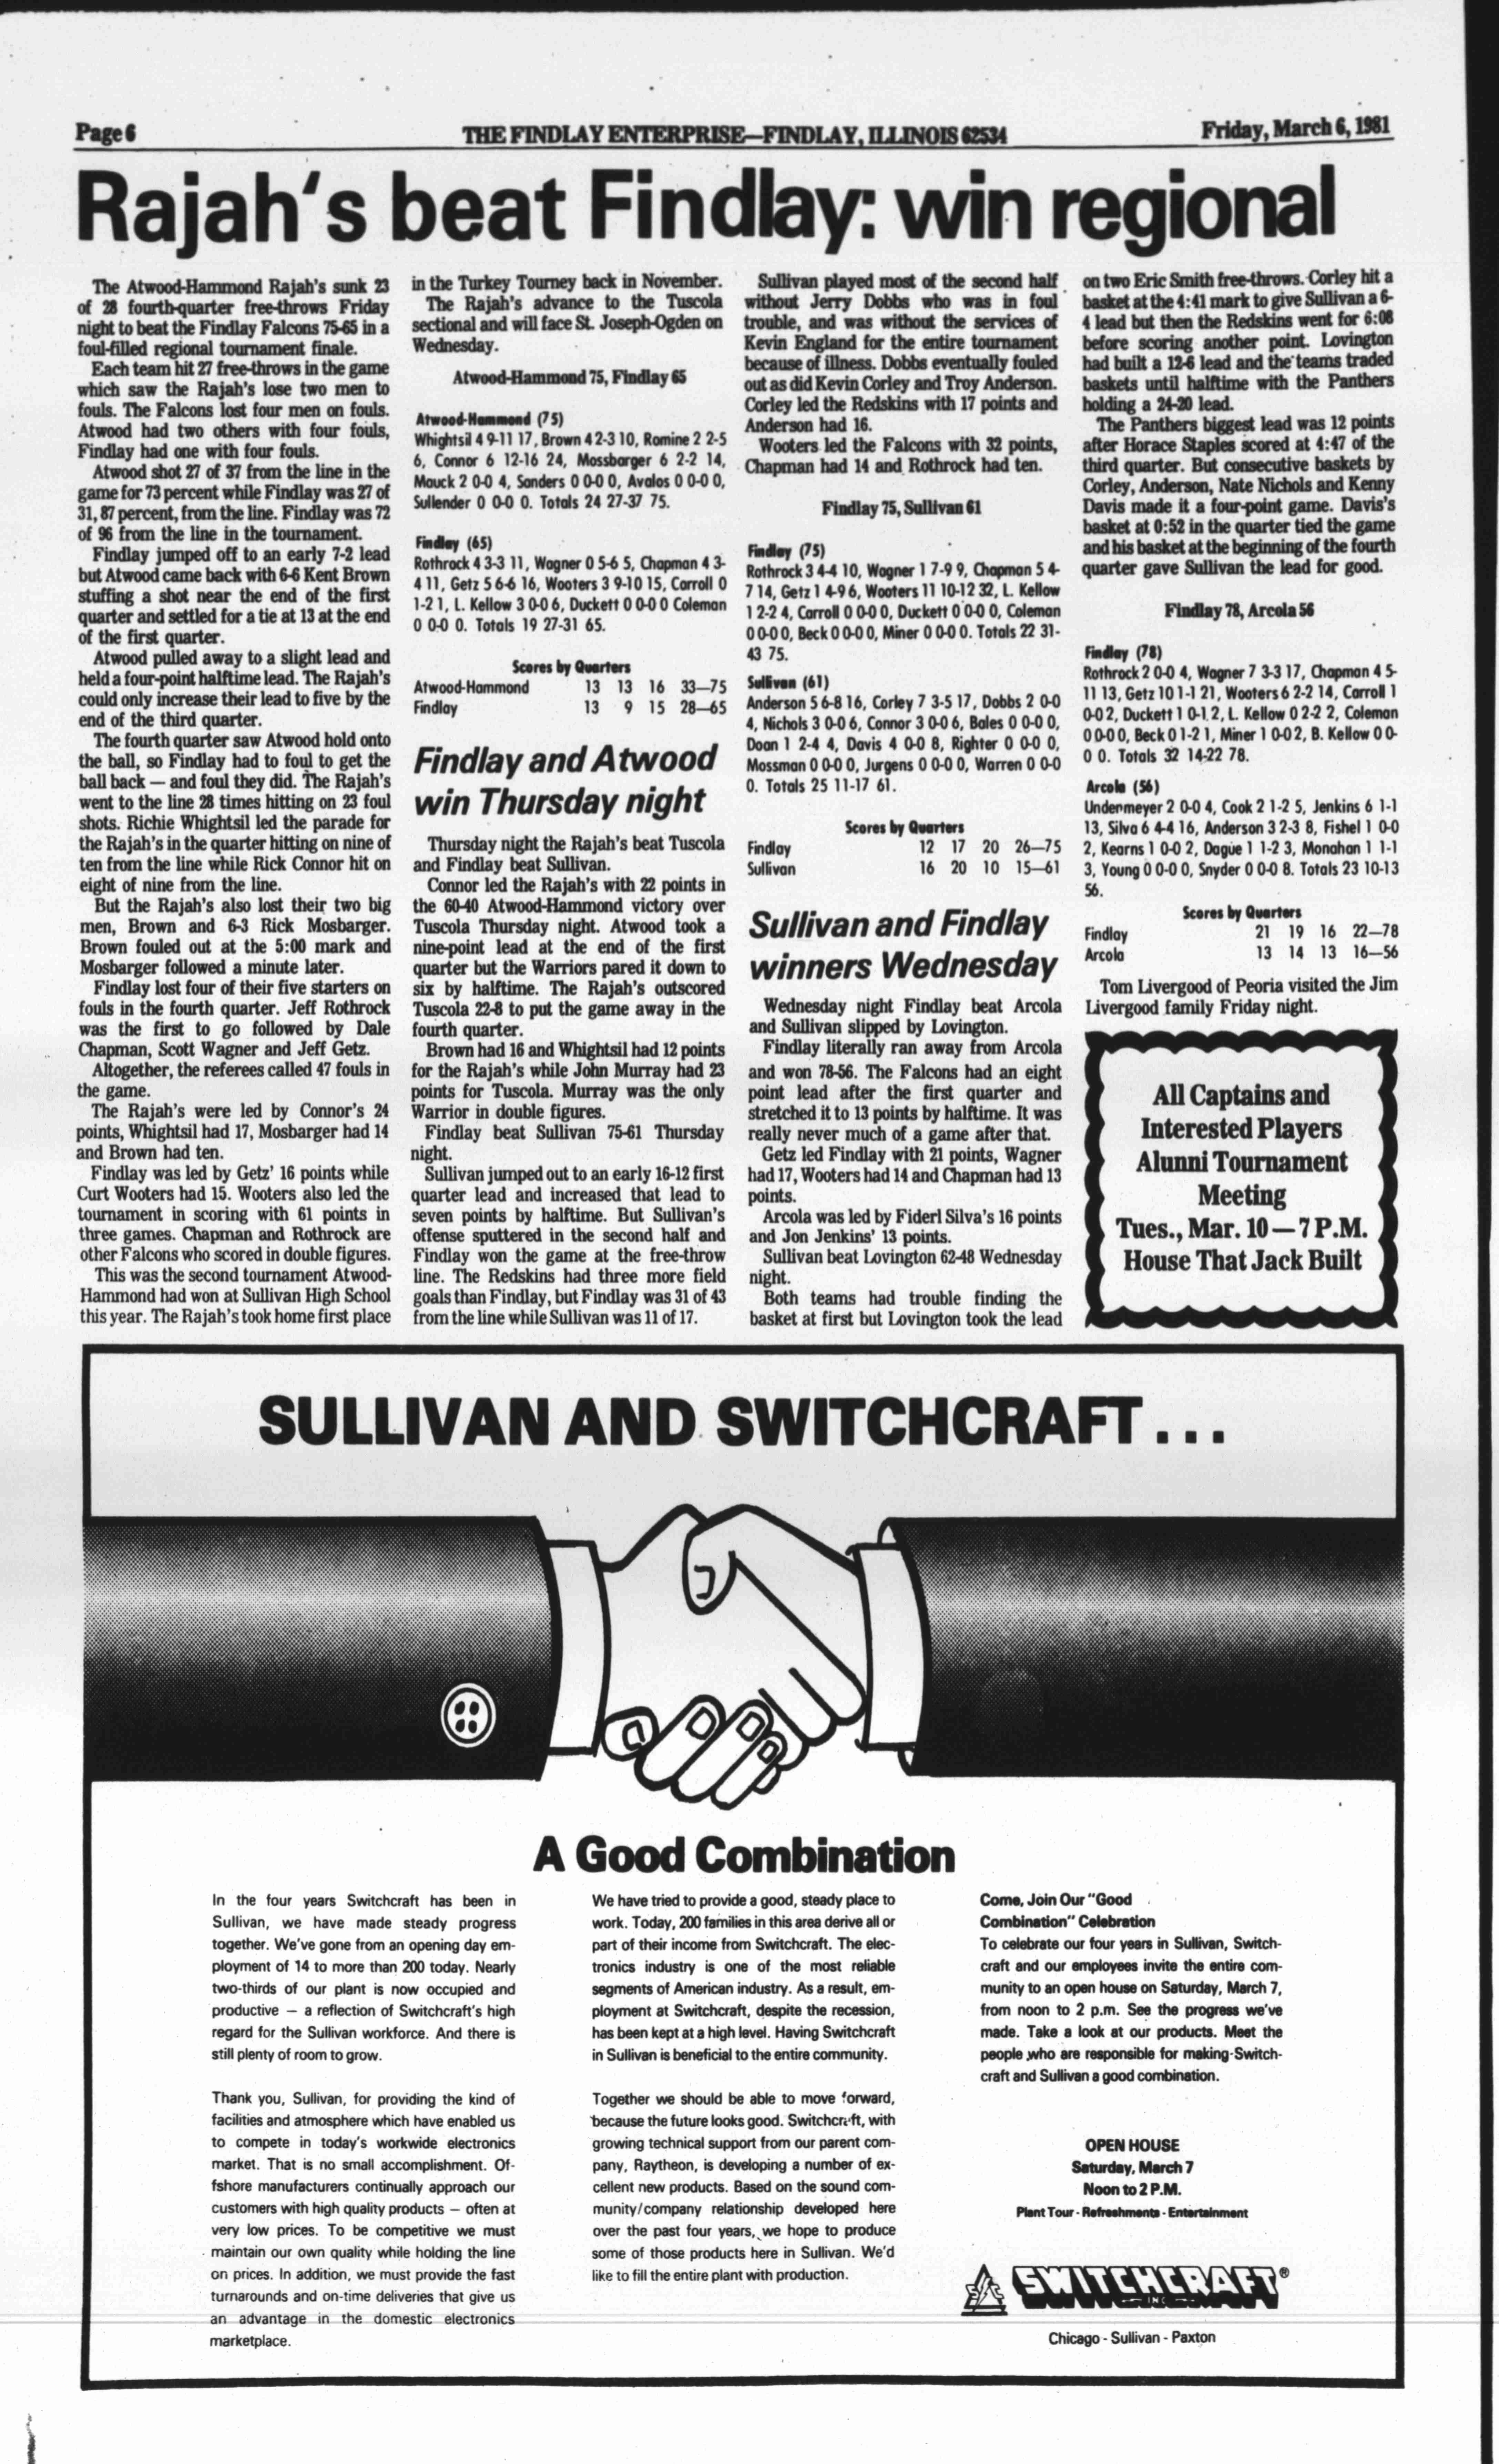 Page 6
THE FINDLAY ENTERPRISE—FINDLAY, ILLINOIS 62534
Friday, March 6, 1981
Rajah's beat Findlay: win regional
The Atwood-Hammond Rajah's sunk 23
of 28 fourth-quarter free-throws Friday
night to beat the Findlay Falcons 75-65 in a
foul-filled regional tournament finale.
Each team hit 27 free-throws in the game
which saw the Rajah's lose two men to
fouls. The Falcons lost four men on fouls.
Atwood had two others with four fouls,
Findlay had one with four fouls.
Atwood shot 27 of 37 from the line in the
game for 73 percent while Findlay was 27 of
31, 87 percent, from the line. Findlay was 72
of 96 from the line in the tournament.
Findlay jumped off to an early 7-2 lead
but Atwood came back with 6-6 Kent Brown
stuffing a shot near the end of the first
quarter and settled for a tie at 13 at the end
of the first quarter.
Atwood pulled away to a slight lead and
held a four-point halftime lead. The Rajah's
could only increase their lead to five by the
end of the third quarter.
The fourth quarter saw Atwood hold onto
the ball, so Findlay had to foul to get the
ball back — and foul they did. The Rajah's
went to the line 28 times hitting on 23 foul
shots. Richie Whightsil led the parade for
the Rajah's in the quarter hitting on nine of
ten from the line while Rick Connor hit on
eight of nine from the line.
But the Rajah's also lost their two big
men, Brown and 6-3 Rick Mosbarger.
Brown fouled out at the 5:00 mark and
Mosbarger followed a minute later.
Findlay lost four of their five starters on
fouls in the fourth quarter. Jeff Rothrock
was the first to go followed by Dale
Chapman, Scott Wagner and Jeff Getz.
Altogether, the referees called 47 fouls in
the game.
The Rajah's were led by Connor's 24
points, Whightsil had 17, Mosbarger had 14
and Brown had ten.
Findlay was led by Getz' 16 points while
Curt Wooters had 15. Wooters also led the
tournament in scoring with 61 points in
three games. Chapman and Rothrock are
other Falcons who scored in double figures.
This was the second tournament Atwood-
Hammond had won at Sullivan High School
this year. The Rajah's took home first place
in the Turkey Tourney back in November.
The Rajah's advance to the Tuscola
sectional and will face St. Joseph-Ogden on
Wednesday.
Atwood-Hammond 75, Findlay 65
Atwood-Hammond (75)
Whightsil 4 9-11 17, Brown 4 2-3 10, Romine 2 2-5
6, Connor 6 12-16 24, Mossbarger 6 2-2 14,
Mauck 2 0-0 4, Sanders 0 0-0 0, Avalos 0 0-0 0,
Sullender 0 0-0 0. Totals 24 27-37 75.
Findlay (65)
Rothrock 4 3-3 11, Wagner 0 5-6 5, Chapman 4 3-
4 11, Getz 5 6-6 16, Wooters 3 9-10 15, Carroll 0
1-2 1, L. Kellow 3 0-0 6, Duckett 0 0-0 0 Coleman
0 0-0 0. Totals 19 27-31 65.
Scores by Quarters
Atwood-Hammond 13 13 16 33—75
Findlay 13 9 15 28—65
Findlay and Atwood
win Thursday night
Thursday night the Rajah's beat Tuscola
and Findlay beat Sullivan.
Connor led the Rajah's with 22 points in
the 60-40 Atwood-Hammond victory over
Tuscola Thursday night. Atwood took a
nine-point lead at the end of the first
quarter but the Warriors pared it down to
six by halftime. The Rajah's outscored
Tuscola 22-8 to put the game away in the
fourth quarter.
Brown had 16 and Whightsil had 12 points
for the Rajah's while John Murray had 23
points for Tuscola. Murray was the only
Warrior in double figures.
Findlay beat Sullivan 75-61 Thursday
night.
Sullivan jumped out to an early 16-12 first
quarter lead and increased that lead to
seven points by halftime. But Sullivan's
offense sputtered in the second half and
Findlay won the game at the free-throw
line. The Redskins had three more field
goals than Findlay, but Findlay was 31 of 43
from the line while Sullivan was 11 of 17.
Sullivan played most of the second half
without Jerry Dobbs who was in foul
trouble, and was without the services of
Kevin England for the entire tournament
because of illness. Dobbs eventually fouled
out as did Kevin Corley and Troy Anderson.
Corley led the Redskins with 17 points and
Anderson had 16.
Wooters led the Falcons with 32 points,
Chapman had 14 and Rothrock had ten.
Findlay 75, Sullivan 61
Findlay (75)
Rothrock 3 4-4 10, Wagner 1 7-9 9, Chapman 5 4-
7 14, Getz 1 4-9 6, Wooters 11 10-12 32, L. Kellow
1 2-2 4, Carroll 0 0-0 0, Duckett 0 0-0 0, Coleman
0 0-0 0, Beck 0 0-0 0, Miner 0 0-0 0. Totals 22 31-
43 75.
Sullivan (61)
Anderson 5 6-8 16, Corley 7 3-5 17, Dobbs 2 0-0
4, Nichols 3 0-0 6, Connor 3 0-0 6, Bales 0 0-0 0,
Doan 1 2-4 4, Davis 4 0-0 8, Righter 0 0-0 0,
Mossman 0 0-0 0, Jurgens 0 0-0 0, Warren 0 0-0
0. Totals 25 11-17 61.
Scores by Quarters
Findlay 12 17 20 26—75
Sullivan 16 20 10 15—61
Sullivan and Findlay
winners Wednesday
Wednesday night Findlay beat Arcola
and Sullivan slipped by Lovington.
Findlay literally ran away from Arcola
and won 78-56. The Falcons had an eight
point lead after the first quarter and
stretched it to 13 points by halftime. It was
really never much of a game after that.
Getz led Findlay with 21 points, Wagner
had 17, Wooters had 14 and Chapman had 13
points.
Arcola was led by Fiderl Silva's 16 points
and Jon Jenkins' 13 points.
Sullivan beat Lovington 62-48 Wednesday
night.
Both teams had trouble finding the
basket at first but Lovington took the lead
on two Eric Smith free-throws. Corley hit a
basket at the 4:41 mark to give Sullivan a 6-
4 lead but then the Redskins went for 6:08
before scoring another point. Lovington
had built a 12-6 lead and the teams traded
baskets until halftime with the Panthers
holding a 24-20 lead.
The Panthers biggest lead was 12 points
after Horace Staples scored at 4:47 of the
third quarter. But consecutive baskets by
Corley, Anderson, Nate Nichols and Kenny
Davis made it a four-point game. Davis's
basket at 0:52 in the quarter tied the game
and his basket at the beginning of the fourth
quarter gave Sullivan the lead for good.
Findlay 78, Arcola 56
Findlay (78)
Rothrock 2 0-0 4, Wagner 7 3-3 17, Chapman 4 5-
11 13, Getz 10 1-1 21, Wooters 6 2-2 14, Carroll 1
0-0 2, Duckett 1 0-1 2, L. Kellow 0 2-2 2, Coleman
0 0-0 0, Beck 0 1-2 1, Miner 1 0-0 2, B. Kellow 0 0-
0 0. Totals 32 14-22 78.
Arcola (56)
Undenmeyer 2 0-0 4, Cook 2 1-2 5, Jenkins 6 1-1
13, Silva 6 4-4 16, Anderson 3 2-3 8, Fishel 1 0-0
2, Kearns 1 0-0 2, Dague 1 1-2 3, Monahan 1 1-1
3, Young 0 0-0 0, Snyder 0 0-0 8. Totals 23 10-13
56.
Scores by Quarters
Findlay 21 19 16 22—78
Arcola 13 14 13 16—56
Tom Livergood of Peoria visited the Jim
Livergood family Friday night.
All Captains and
Interested Players
Alumni Tournament
Meeting
Tues., Mar. 10 — 7 P.M.
House That Jack Built
SULLIVAN AND SWITCHCRAFT...
A Good Combination
In the four years Switchcraft has been in
Sullivan, we have made steady progress
together. We've gone from an opening day em-
ployment of 14 to more than 200 today. Nearly
two-thirds of our plant is now occupied and
productive — a reflection of Switchcraft's high
regard for the Sullivan workforce. And there is
still plenty of room to grow.
Thank you, Sullivan, for providing the kind of
facilities and atmosphere which have enabled us
to compete in today's workwide electronics
market. That is no small accomplishment. Of-
fshore manufacturers continually approach our
customers with high quality products — often at
very low prices. To be competitive we must
maintain our own quality while holding the line
on prices. In addition, we must provide the fast
turnarounds and on-time deliveries that give us
an advantage in the domestic electronics
marketplace.
We have tried to provide a good, steady place to
work. Today, 200 families in this area derive all or
part of their income from Switchcraft. The elec-
tronics industry is one of the most reliable
segments of American industry. As a result, em-
ployment at Switchcraft, despite the recession,
has been kept at a high level. Having Switchcraft
in Sullivan is beneficial to the entire community.
Together we should be able to move forward,
because the future looks good. Switchcraft, with
growing technical support from our parent com-
pany, Raytheon, is developing a number of ex-
cellent new products. Based on the sound com-
munity/company relationship developed here
over the past four years, we hope to produce
some of those products here in Sullivan. We'd
like to fill the entire plant with production.
Come, Join Our "Good
Combination" Celebration
To celebrate our four years in Sullivan, Switch-
craft and our employees invite the entire com-
munity to an open house on Saturday, March 7,
from noon to 2 p.m. See the progress we've
made. Take a look at our products. Meet the
people who are responsible for making Switch-
craft and Sullivan a good combination.
OPEN HOUSE
Saturday, March 7
Noon to 2 P.M.
Plant Tour - Refreshments - Entertainment
SWITCHCRAFT®
INC
Chicago - Sullivan - Paxton